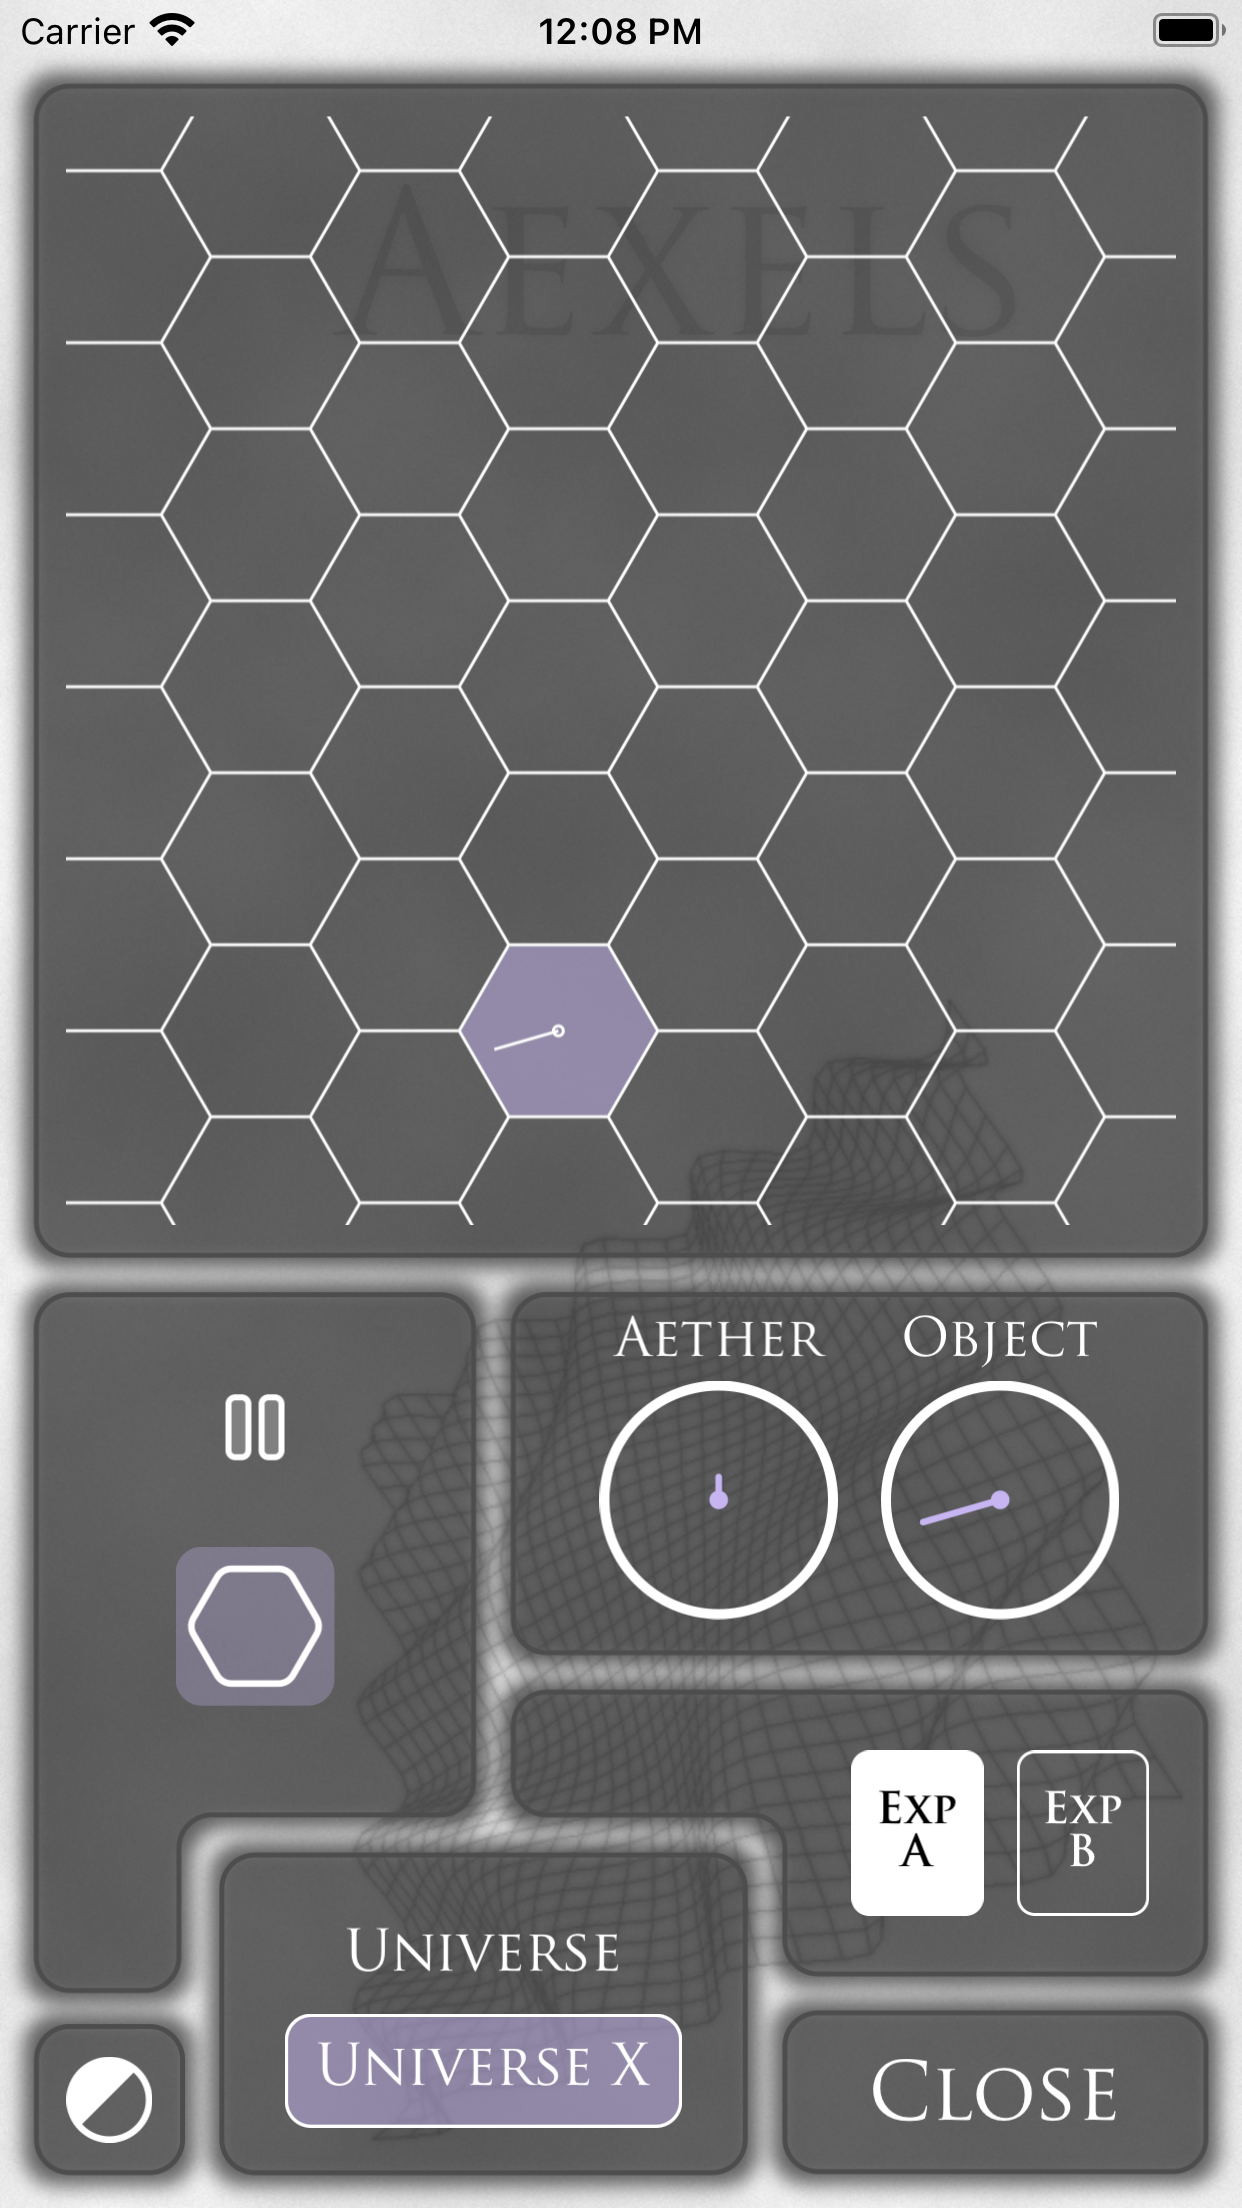 Carrier 12:08 PM
AEXELS
AETHER OBJECT
EXP
A
EXP
B
UNIVERSE
UNIVERSE X
CLOSE